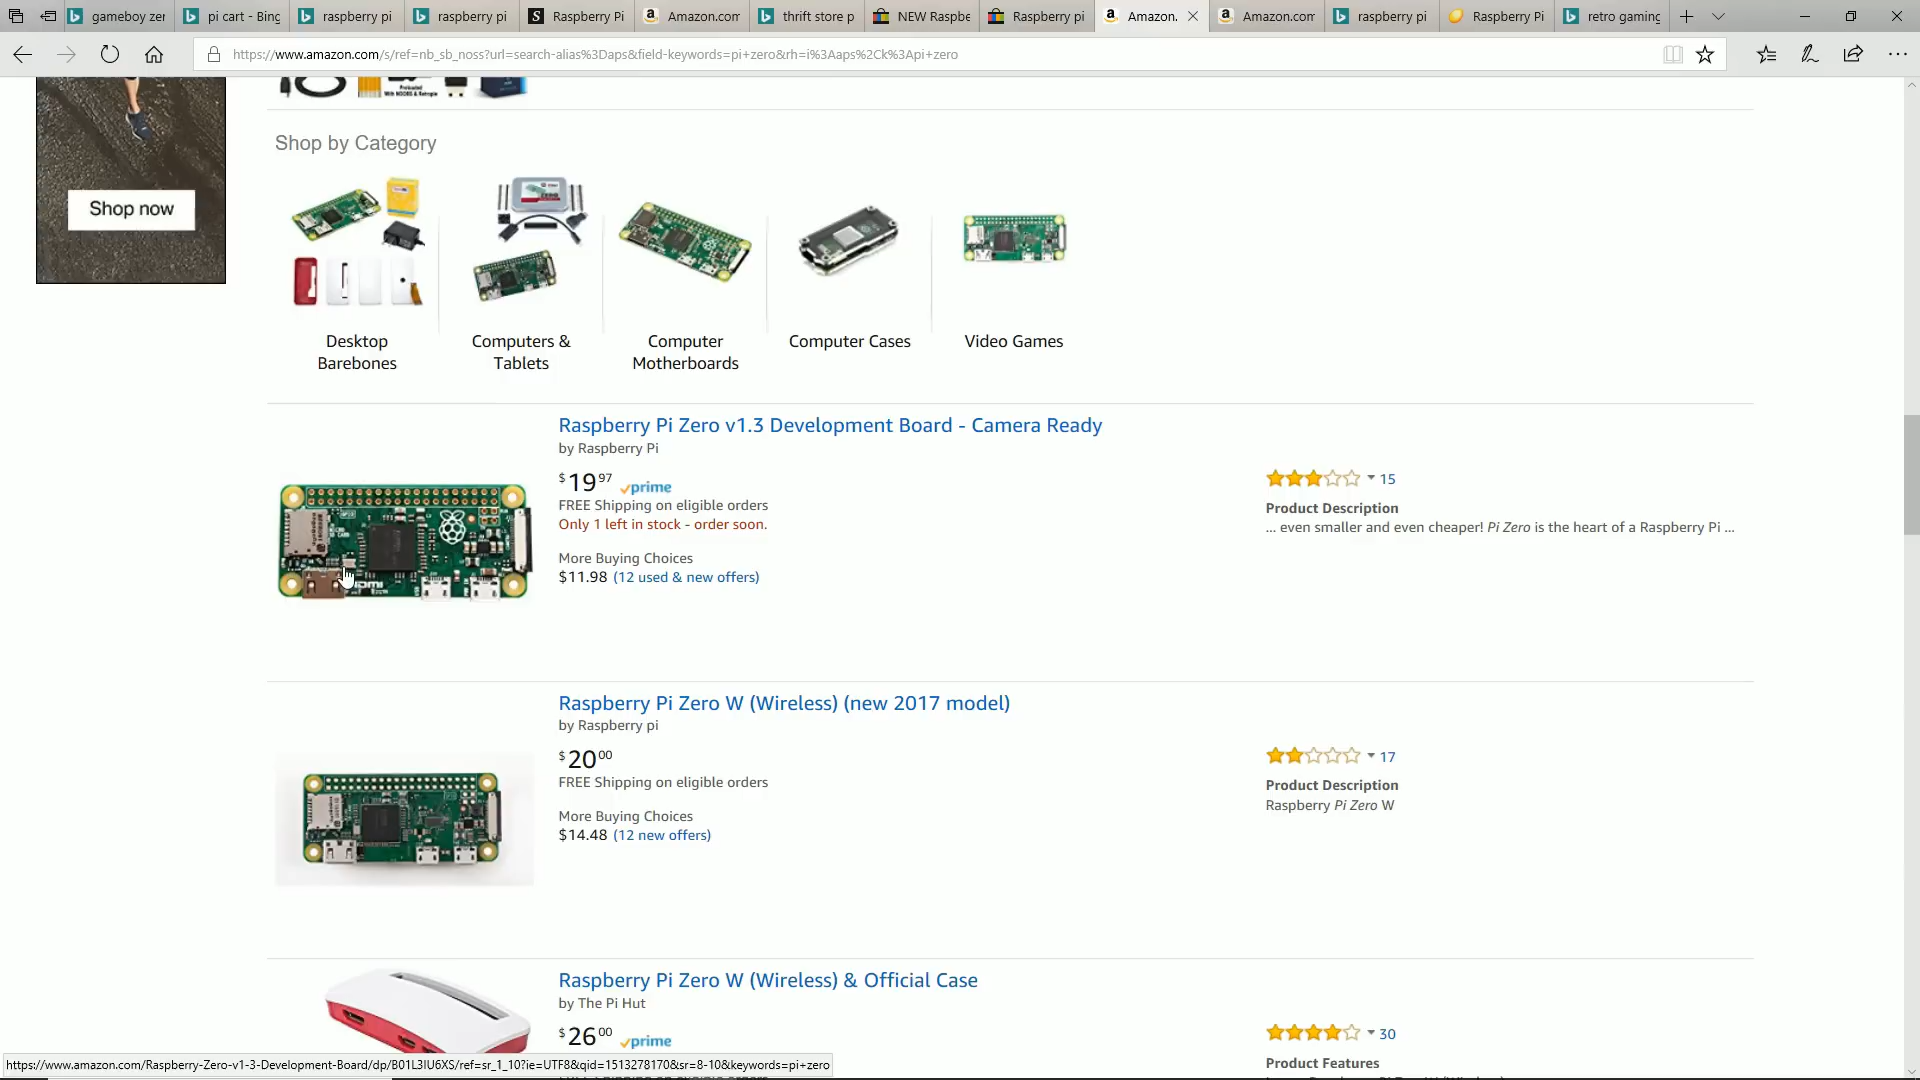 gameboy zer
pi cart - Bing
raspberry pi
raspberry pi
Raspberry Pi
Amazon.com
thrift store p
NEW Raspbe
Raspberry pi
Amazon.
Amazon.com
raspberry pi
Raspberry Pi
retro gaming
https://www.amazon.com/s/ref=nb_sb_noss?url=search-alias%3Daps&field-keywords=pi+zero&rh=i%3Aaps%2Ck%3Api+zero
Shop now
Preloaded
With NOOBS & Retropie
Shop by Category
Desktop
Barebones
Computers &
Tablets
Computer
Motherboards
Computer Cases
Video Games
Raspberry Pi Zero v1.3 Development Board - Camera Ready
by Raspberry Pi
$19 97 prime
FREE Shipping on eligible orders
Only 1 left in stock - order soon.
More Buying Choices
$11.98 (12 used & new offers)
15
Product Description
... even smaller and even cheaper! Pi Zero is the heart of a Raspberry Pi ...
Raspberry Pi Zero W (Wireless) (new 2017 model)
by Raspberry pi
$20 00
FREE Shipping on eligible orders
More Buying Choices
$14.48 (12 new offers)
17
Product Description
Raspberry Pi Zero W
Raspberry Pi Zero W (Wireless) & Official Case
by The Pi Hut
$26 00 prime
30
Product Features
https://www.amazon.com/Raspberry-Zero-v1-3-Development-Board/dp/B01L3IU6XS/ref=sr_1_10?ie=UTF8&qid=1513278170&sr=8-10&keywords=pi+zero